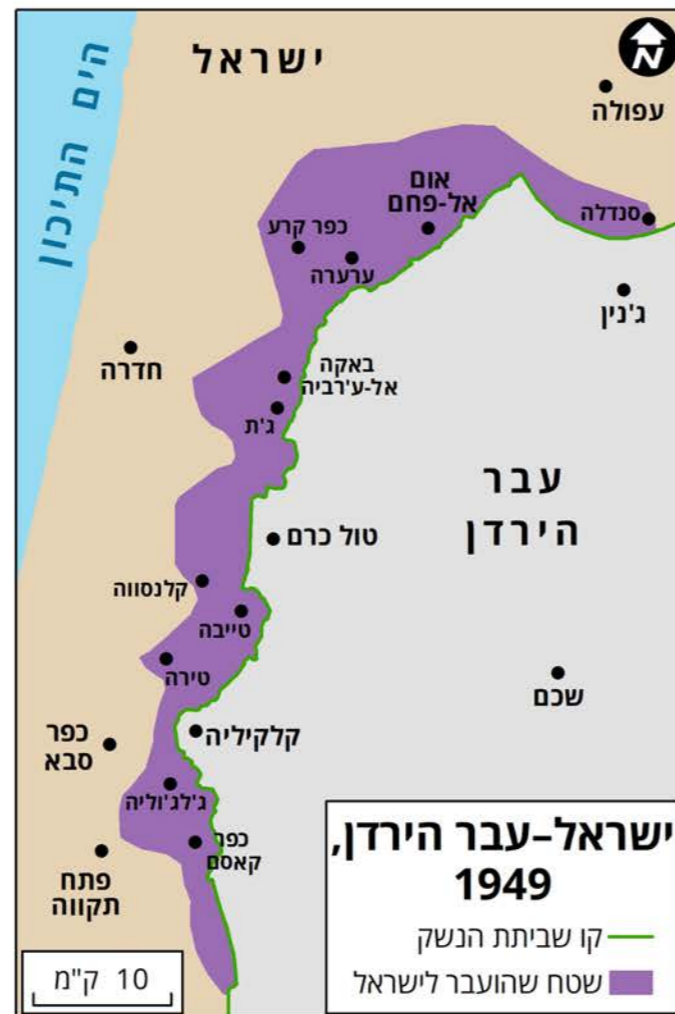 הים התיכון
ישראל
N
עפולה
אום
אל-פחם
כפר קרע
ערערה
סנדלה
ג'נין
חדרה
באקה
אל-ע'רביה
ג'ת
עבר
הירדן
טול כרם
קלנסווה
טייבה
טירה
שכם
כפר
סבא
קלקיליה
ג'לג'וליה
כפר
קאסם
פתח
תקווה
ישראל–עבר הירדן,
1949
קו שביתת הנשק
שטח שהועבר לישראל
10 ק"מ